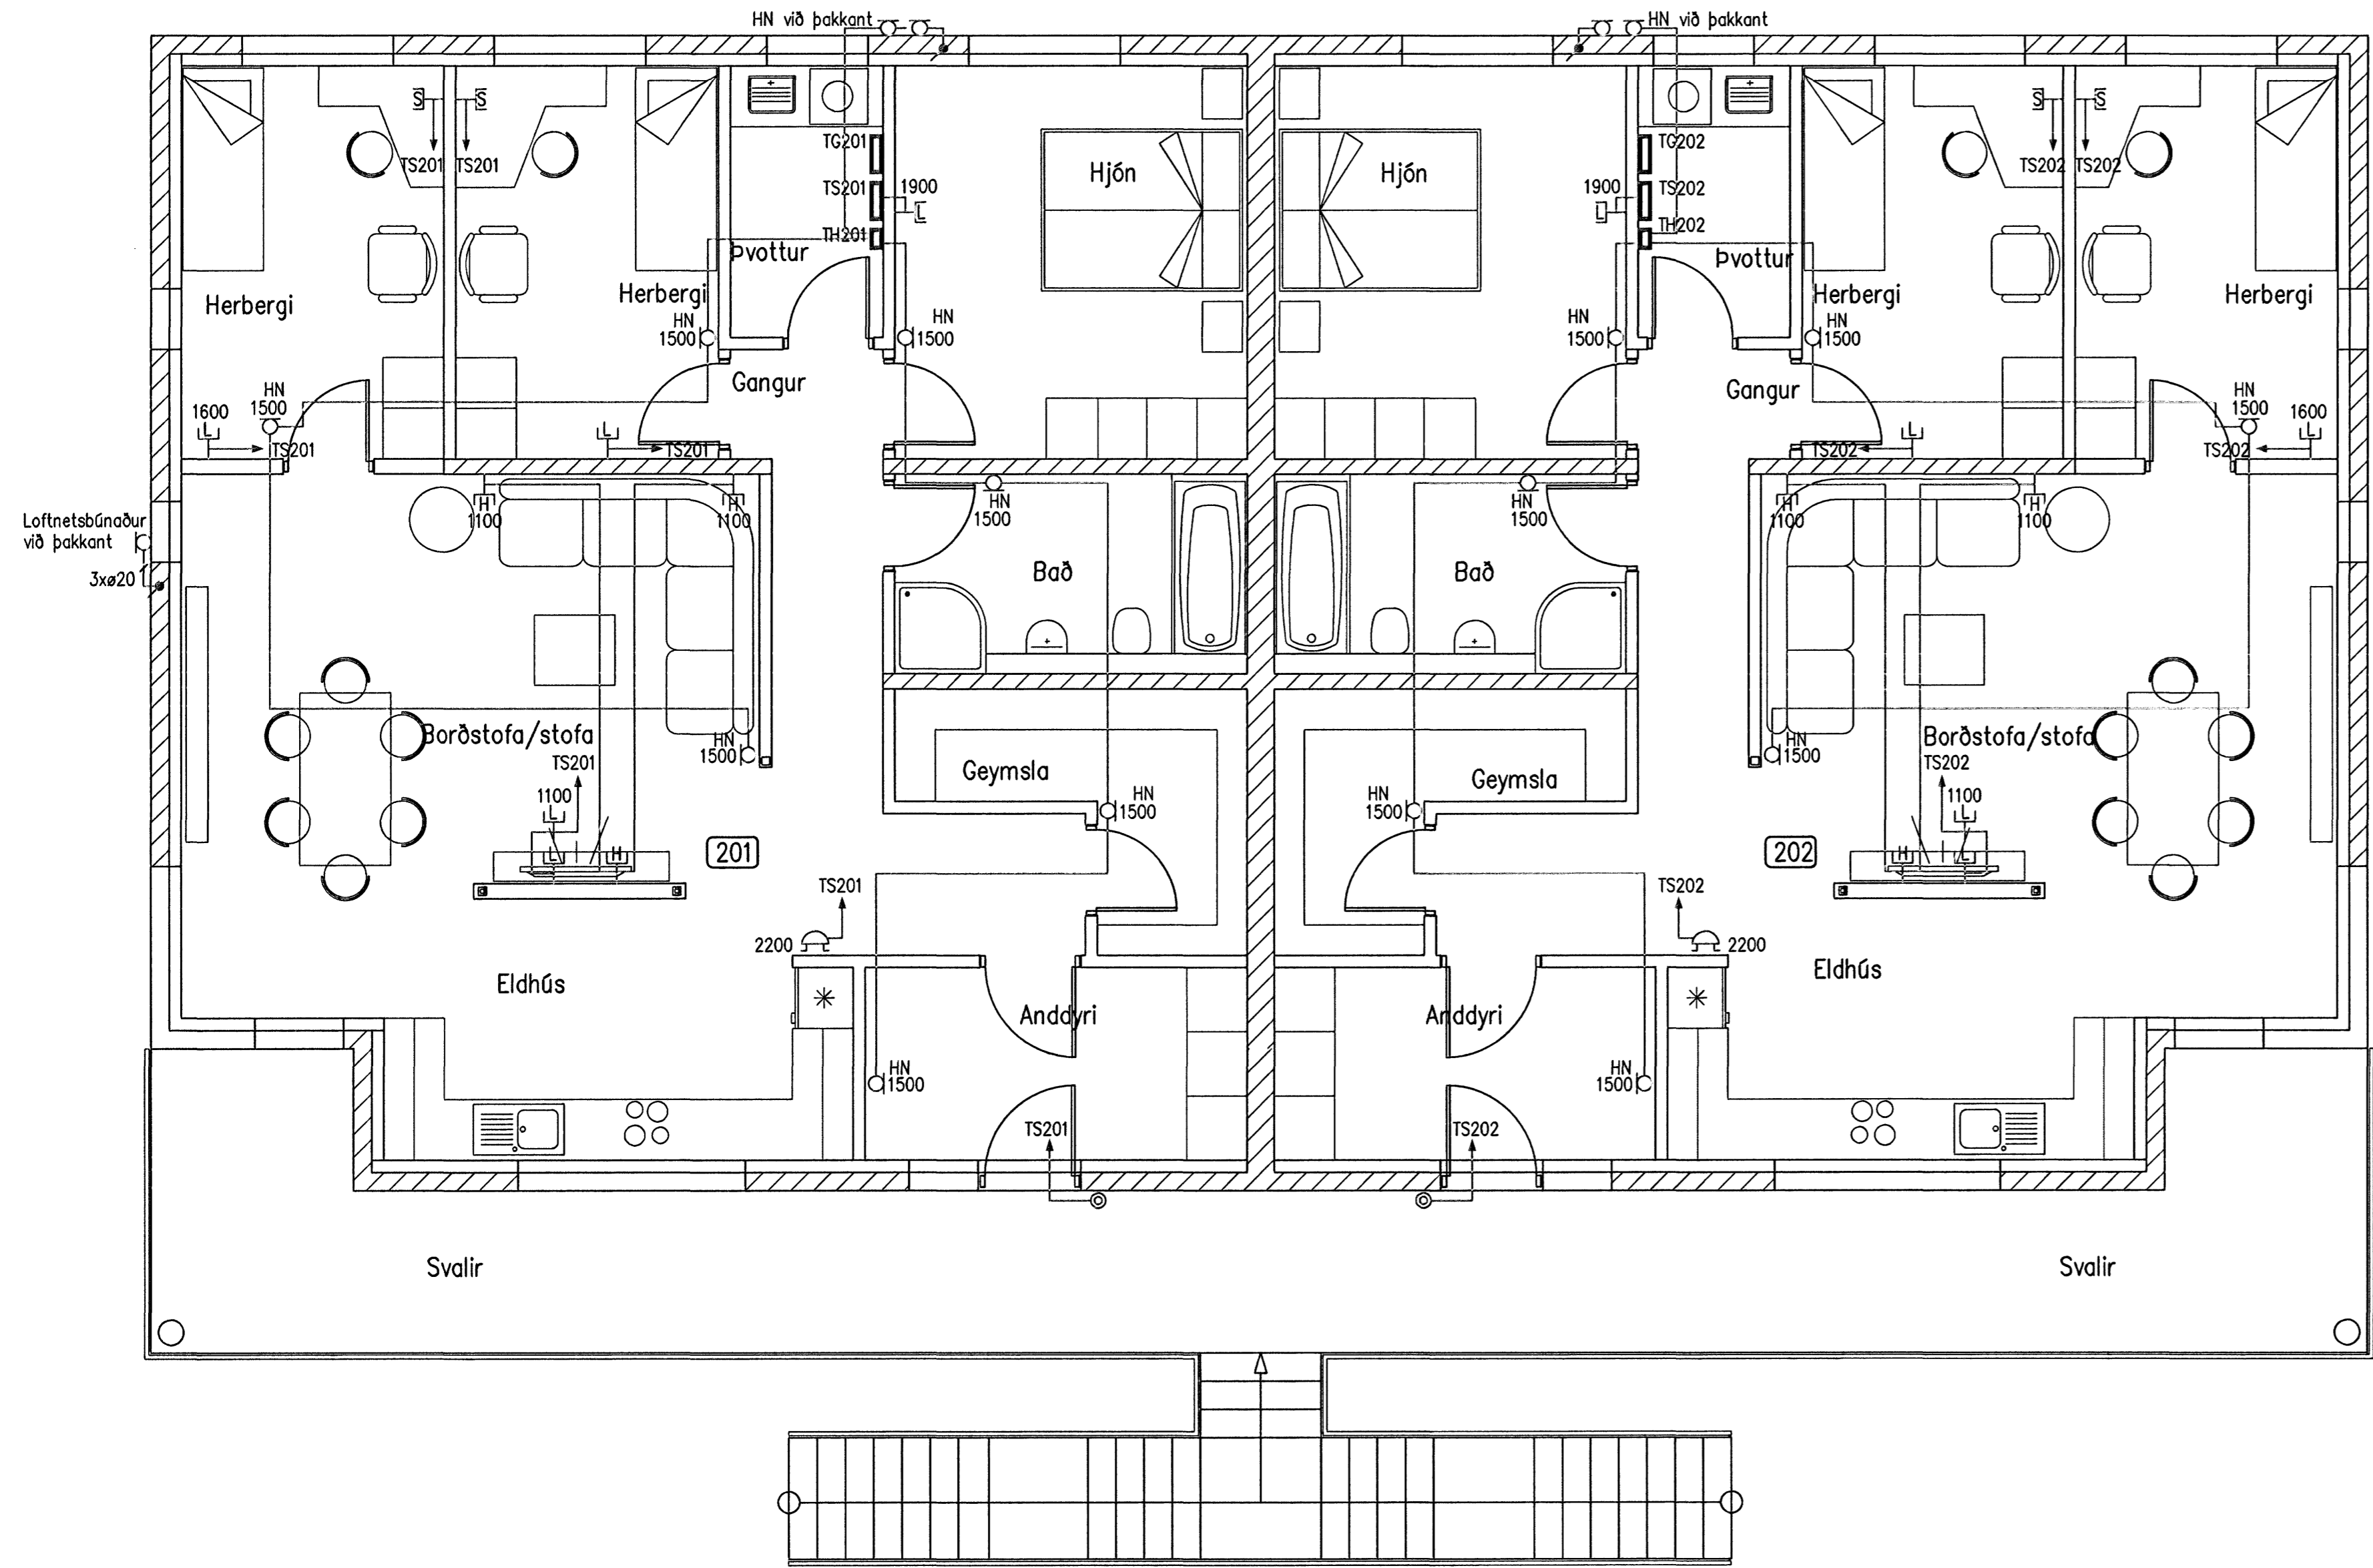 HN við þakkant
HN við þakkant
S
S
S
S
TS201
TS201
TG201
TG202
TS202
TS202
Hjón
Hjón
TS201
1900
L
1900
L
TS202
TH201
TH202
Þvottur
Þvottur
Herbergi
Herbergi
Herbergi
Herbergi
HN
1500
HN
1500
HN
1500
HN
1500
Gangur
Gangur
HN
1500
HN
1500
1600
L
TS201
L
TS201
TS202
L
TS202
1600
L
H
1100
H
1100
HN
1500
HN
1500
H
1100
H
1100
Loftnetsbúnaður
við þakkant
3xø20
Bað
Bað
Borðstofa/stofa
Borðstofa/stofa
HN
1500
HN
1500
TS201
TS202
Geymsla
Geymsla
1100
L
HN
1500
HN
1500
1100
L
L
H
201
202
H
L
TS201
TS202
2200
2200
Eldhús
Eldhús
Anddyri
Anddyri
HN
1500
HN
1500
TS201
TS202
Svalir
Svalir